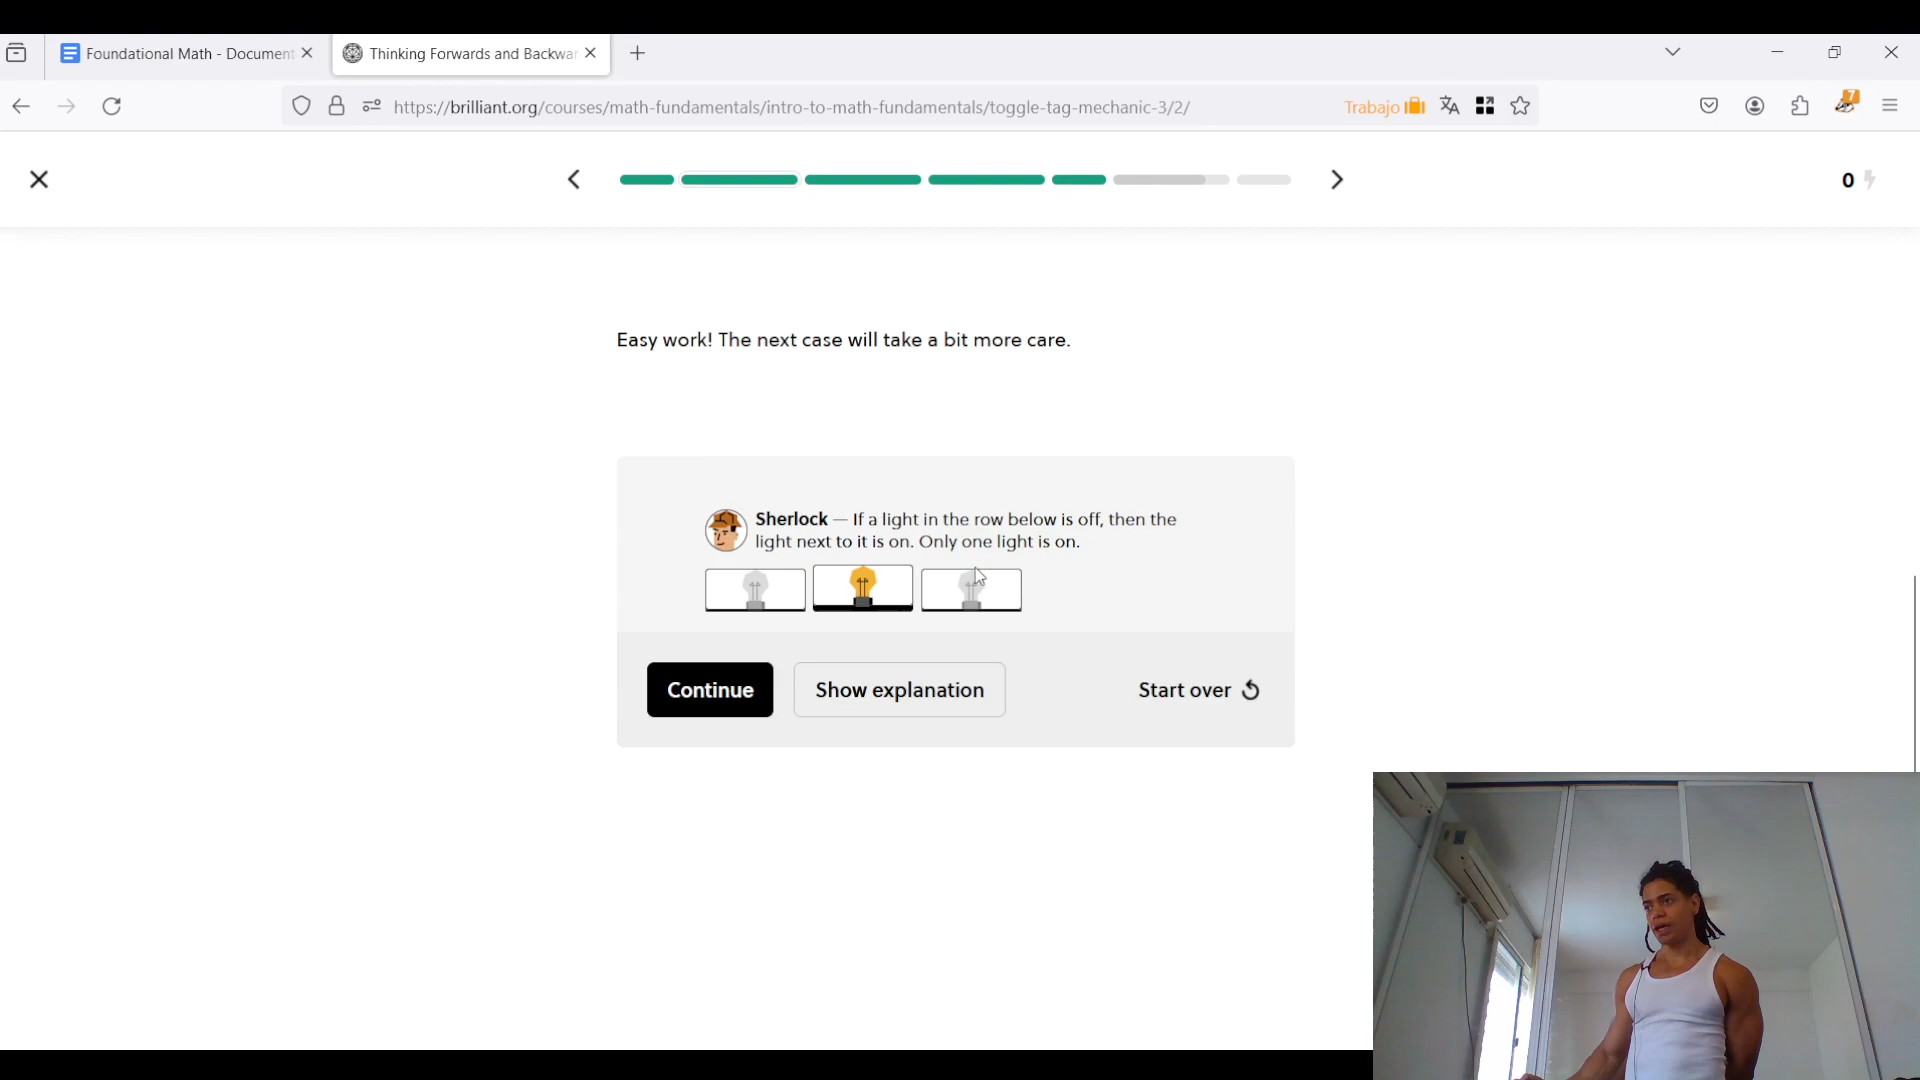 Foundational Math - Document
Thinking Forwards and Backwar
https://brilliant.org/courses/math-fundamentals/intro-to-math-fundamentals/toggle-tag-mechanic-3/2/
Trabajo
7
0
Easy work! The next case will take a bit more care.
Sherlock — If a light in the row below is off, then the
light next to it is on. Only one light is on.
Continue
Show explanation
Start over